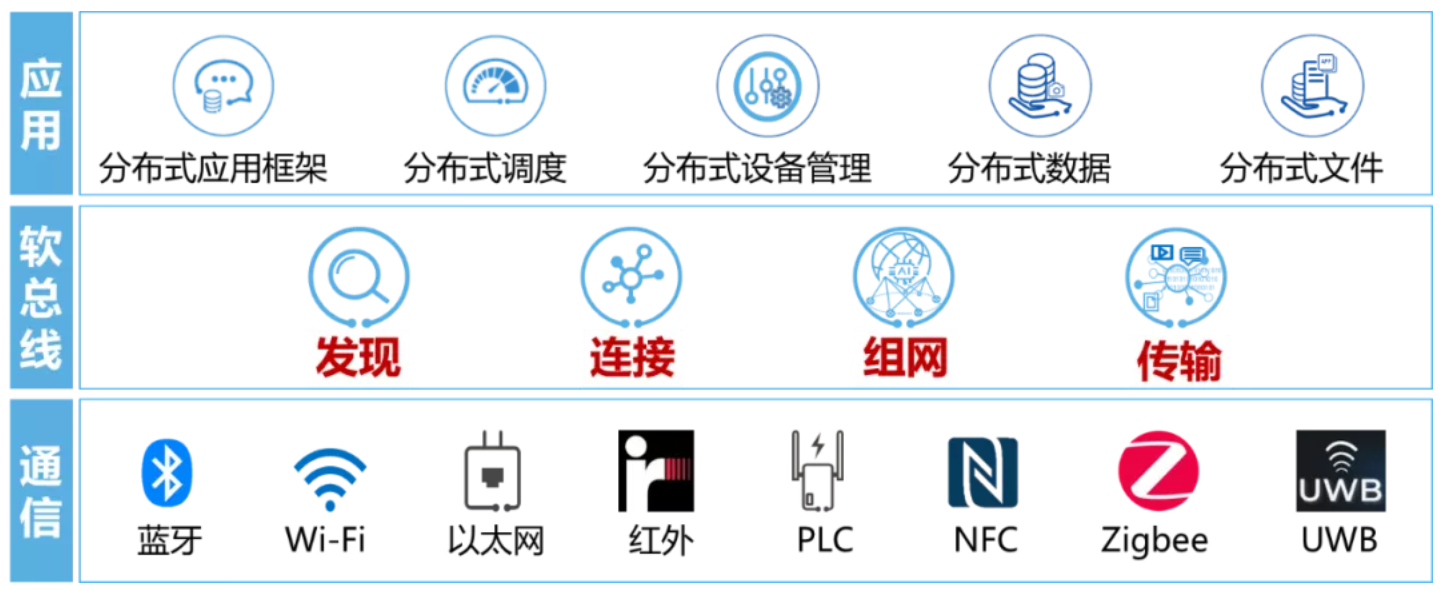 应用
分布式应用框架
分布式调度
分布式设备管理
分布式数据
分布式文件
软总线
AI
发现
连接
组网
传输
通信
ir
UWB
蓝牙
Wi-Fi
以太网
红外
PLC
NFC
Zigbee
UWB